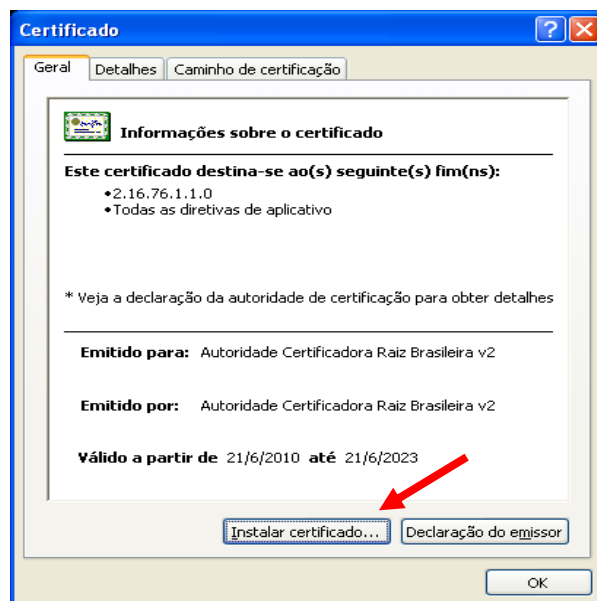 Certificado
Geral Detalhes Caminho de certificação
Informações sobre o certificado
Este certificado destina-se ao(s) seguinte(s) fim(ns):
•2.16.76.1.1.0
•Todas as diretivas de aplicativo
* Veja a declaração da autoridade de certificação para obter detalhes
Emitido para: Autoridade Certificadora Raiz Brasileira v2
Emitido por: Autoridade Certificadora Raiz Brasileira v2
Válido a partir de 21/6/2010 até 21/6/2023
Instalar certificado... Declaração do emissor
OK